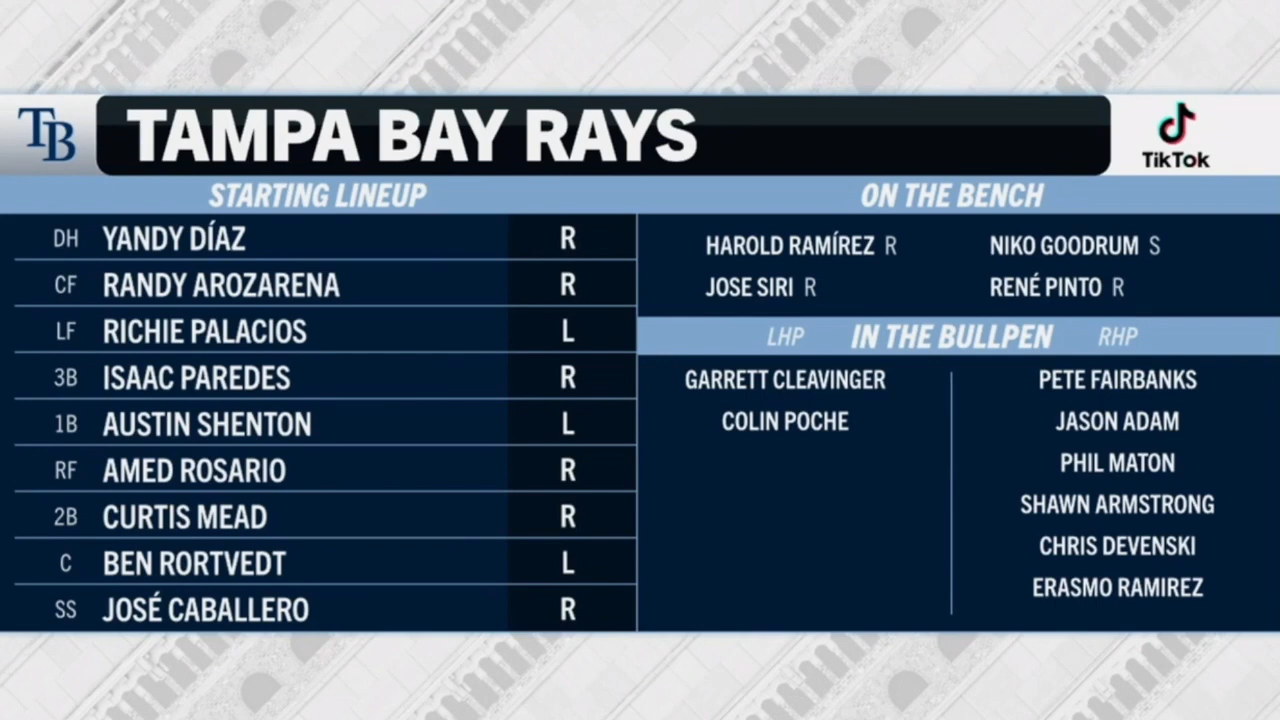 TB
TAMPA BAY RAYS
TikTok
STARTING LINEUP
DH YANDY DÍAZ R
CF RANDY AROZARENA R
LF RICHIE PALACIOS L
3B ISAAC PAREDES R
1B AUSTIN SHENTON L
RF AMED ROSARIO R
2B CURTIS MEAD R
C BEN RORTVEDT L
SS JOSÉ CABALLERO R
ON THE BENCH
HAROLD RAMÍREZ R NIKO GOODRUM S
JOSE SIRI R RENÉ PINTO R
LHP IN THE BULLPEN RHP
GARRETT CLEAVINGER PETE FAIRBANKS
COLIN POCHE JASON ADAM
PHIL MATON
SHAWN ARMSTRONG
CHRIS DEVENSKI
ERASMO RAMIREZ